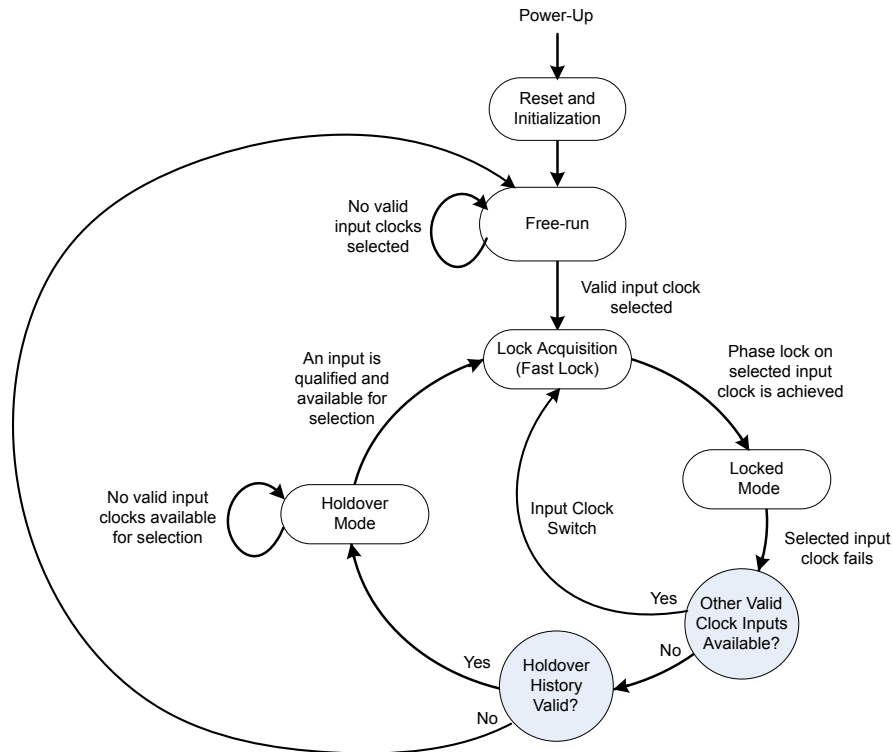 Power-Up
Reset and
Initialization
No valid
input clocks
selected
Free-run
Valid input clock
selected
An input is
qualified and
available for
selection
Lock Acquisition
(Fast Lock)
Phase lock on
selected input
clock is achieved
No valid input
clocks available
for selection
Holdover
Mode
Input Clock
Switch
Locked
Mode
Selected input
clock fails
Yes
Other Valid
Clock Inputs
Available?
No
Yes
Holdover
History
Valid?
No